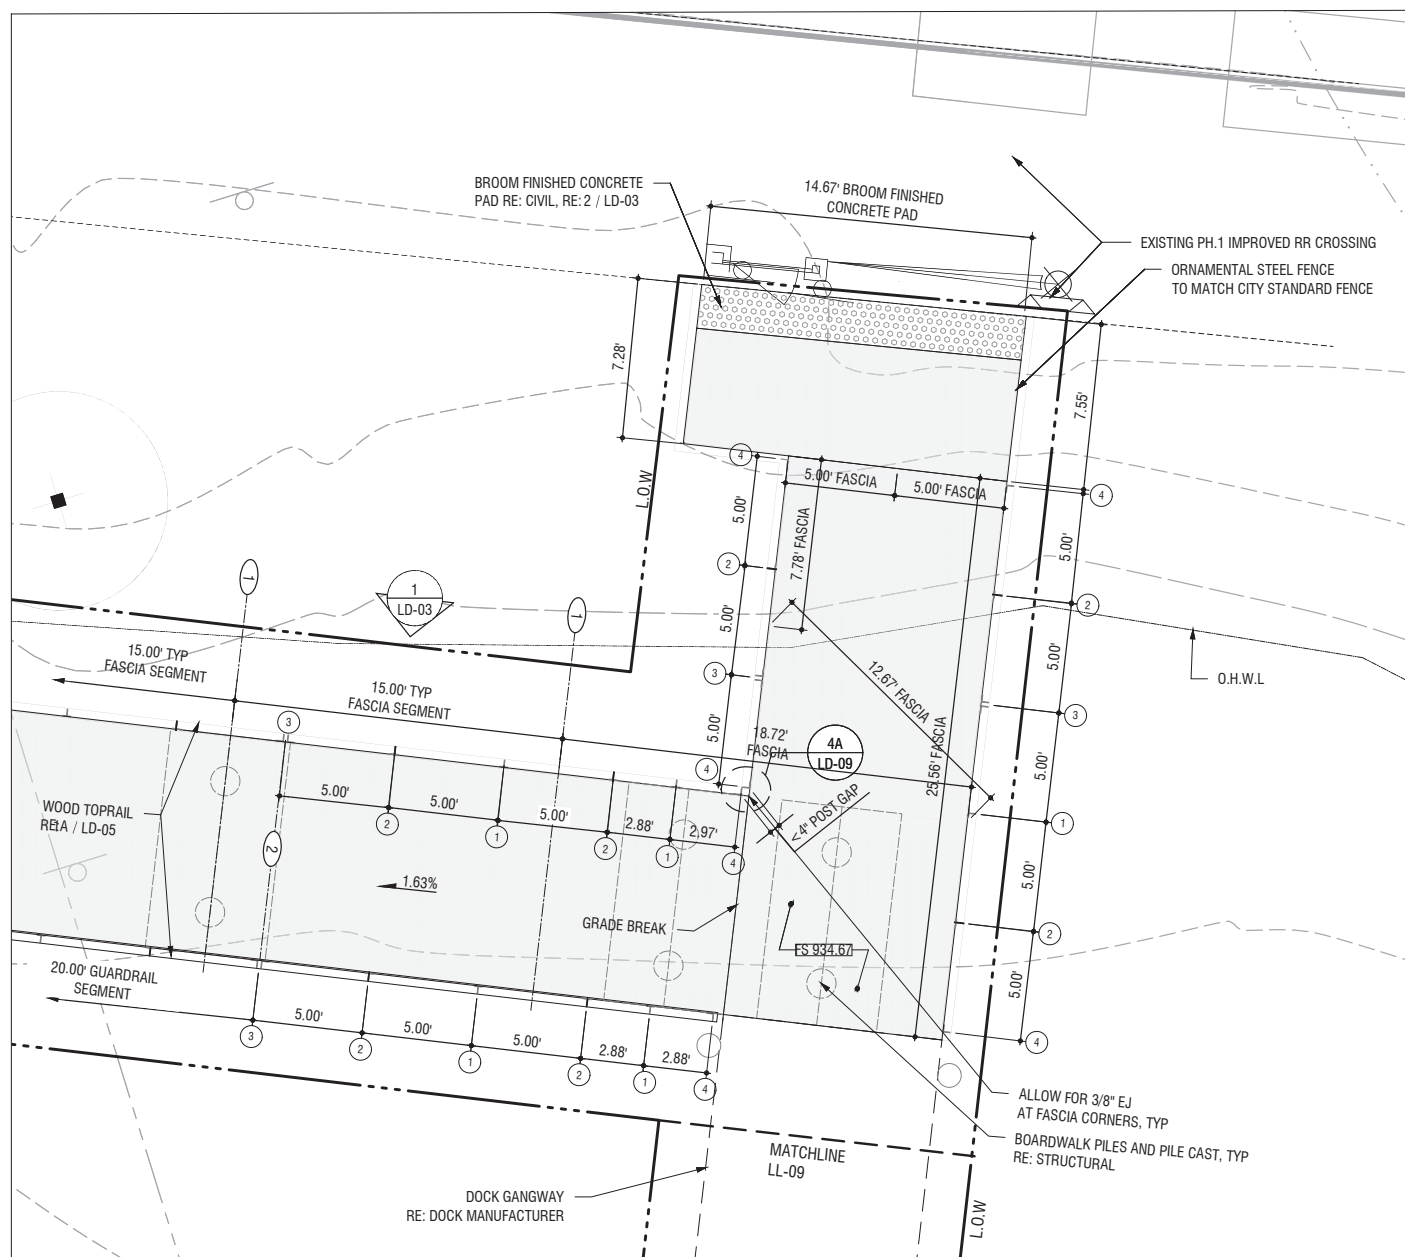 BROOM FINISHED CONCRETE
PAD RE: CIVIL, RE: 2 / LD-03
14.67' BROOM FINISHED
CONCRETE PAD
EXISTING PH.1 IMPROVED RR CROSSING
ORNAMENTAL STEEL FENCE
TO MATCH CITY STANDARD FENCE
7.28'
7.55'
L.O.W
4
5.00' FASCIA
5.00' FASCIA
4
5.00'
7.78' FASCIA
5.00'
2
1
1
LD-03
1
2
5.00'
5.00'
O.H.W.L
15.00' TYP
FASCIA SEGMENT
3
12.67' FASCIA
15.00' TYP
FASCIA SEGMENT
3
5.00'
18.72'
FASCIA
4A
LD-09
25.56' FASCIA
3
5.00'
4
WOOD TOPRAIL
RE:A / LD-05
5.00'
5.00'
5.00'
2.88'
2.97'
<4" POST GAP
2
1
2
1
4
1
2
1.63%
5.00'
GRADE BREAK
FS 934.67
2
20.00' GUARDRAIL
SEGMENT
5.00'
5.00'
5.00'
5.00'
2.88'
2.88'
3
2
1
2
1
4
4
ALLOW FOR 3/8" EJ
AT FASCIA CORNERS, TYP
BOARDWALK PILES AND PILE CAST, TYP
RE: STRUCTURAL
MATCHLINE
LL-09
DOCK GANGWAY
RE: DOCK MANUFACTURER
L.O.W